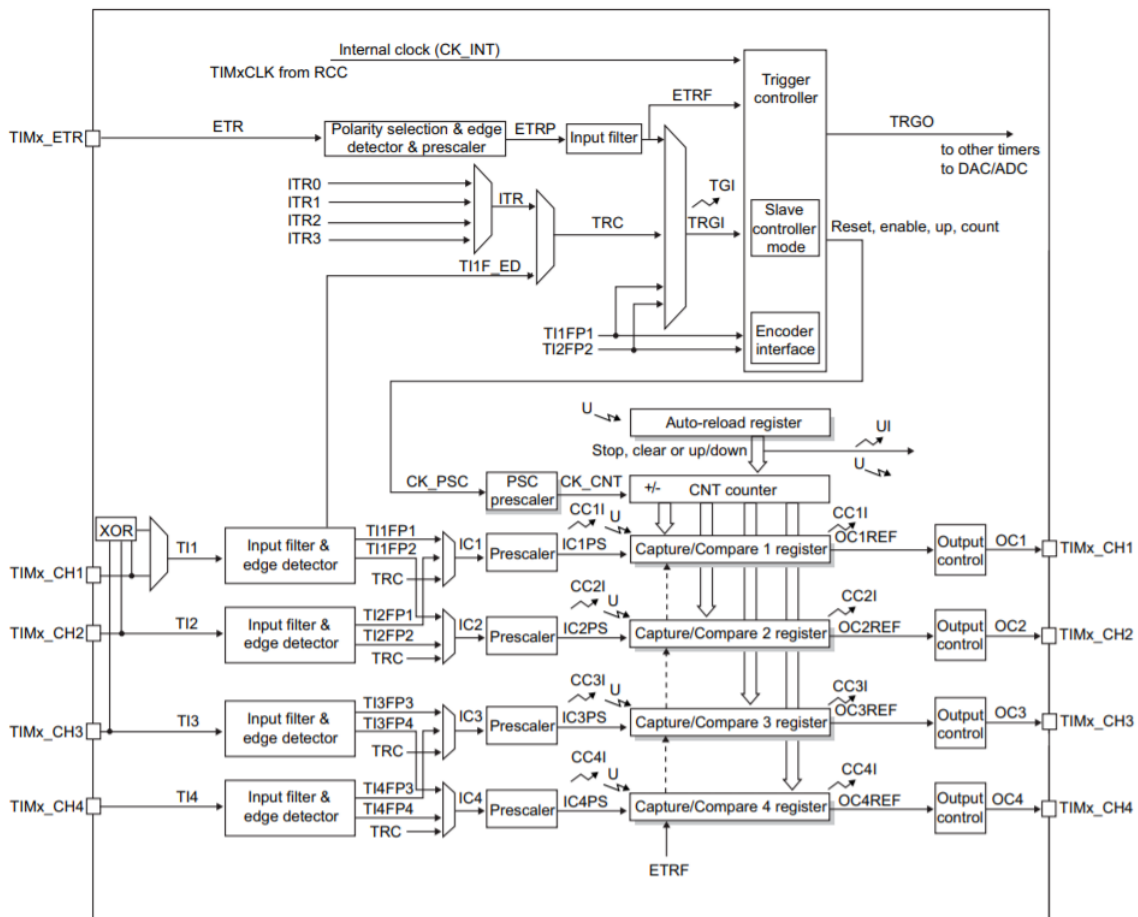 Internal clock (CK_INT)
TIMxCLK from RCC
Trigger
controller
ETRF
TIMx_ETR
ETR
Polarity selection & edge
detector & prescaler
ETRP
Input filter
TRGO
to other timers
to DAC/ADC
ITR0
ITR1
ITR2
ITR3
ITR
TRC
TGI
TRGI
Slave
controller
mode
Reset, enable, up, count
TI1F_ED
TI1FP1
TI2FP2
Encoder
interface
U
Auto-reload register
UI
Stop, clear or up/down
U
CK_PSC
PSC
prescaler
CK_CNT
+/-
CNT counter
XOR
TIMx_CH1
TI1
Input filter &
edge detector
TI1FP1
TI1FP2
TRC
IC1
Prescaler
CC1I
U
IC1PS
Capture/Compare 1 register
CC1I
OC1REF
Output
control
OC1
TIMx_CH1
TIMx_CH2
TI2
Input filter &
edge detector
TI2FP1
TI2FP2
TRC
IC2
Prescaler
CC2I
U
IC2PS
Capture/Compare 2 register
CC2I
OC2REF
Output
control
OC2
TIMx_CH2
TIMx_CH3
TI3
Input filter &
edge detector
TI3FP3
TI3FP4
TRC
IC3
Prescaler
CC3I
U
IC3PS
Capture/Compare 3 register
CC3I
OC3REF
Output
control
OC3
TIMx_CH3
TIMx_CH4
TI4
Input filter &
edge detector
TI4FP3
TI4FP4
TRC
IC4
Prescaler
CC4I
U
IC4PS
Capture/Compare 4 register
CC4I
OC4REF
Output
control
OC4
TIMx_CH4
ETRF